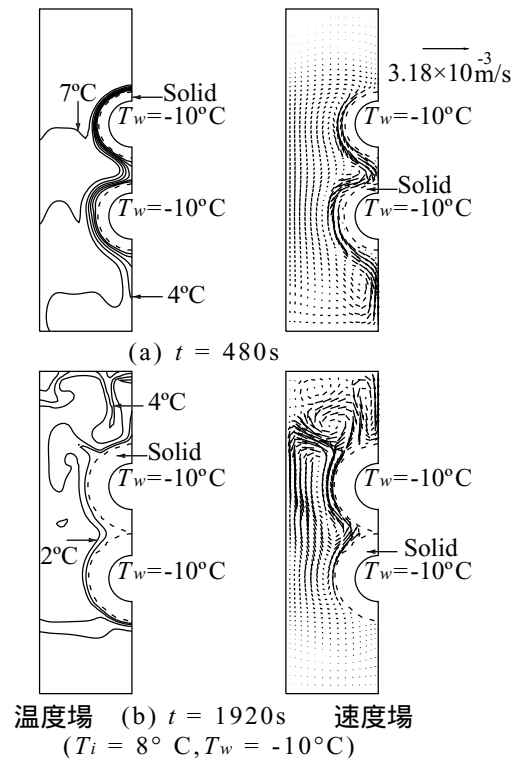 3.18×10⁻³m/s
7ºC
Solid
Tw=-10ºC
Tw=-10ºC
4ºC
Tw=-10ºC
Solid
Tw=-10ºC
(a) t = 480s
4ºC
Solid
Tw=-10ºC
2ºC
Tw=-10ºC
Tw=-10ºC
Solid
Tw=-10ºC
温度場 (b) t = 1920s 速度場
(Ti = 8° C,Tw = -10°C)